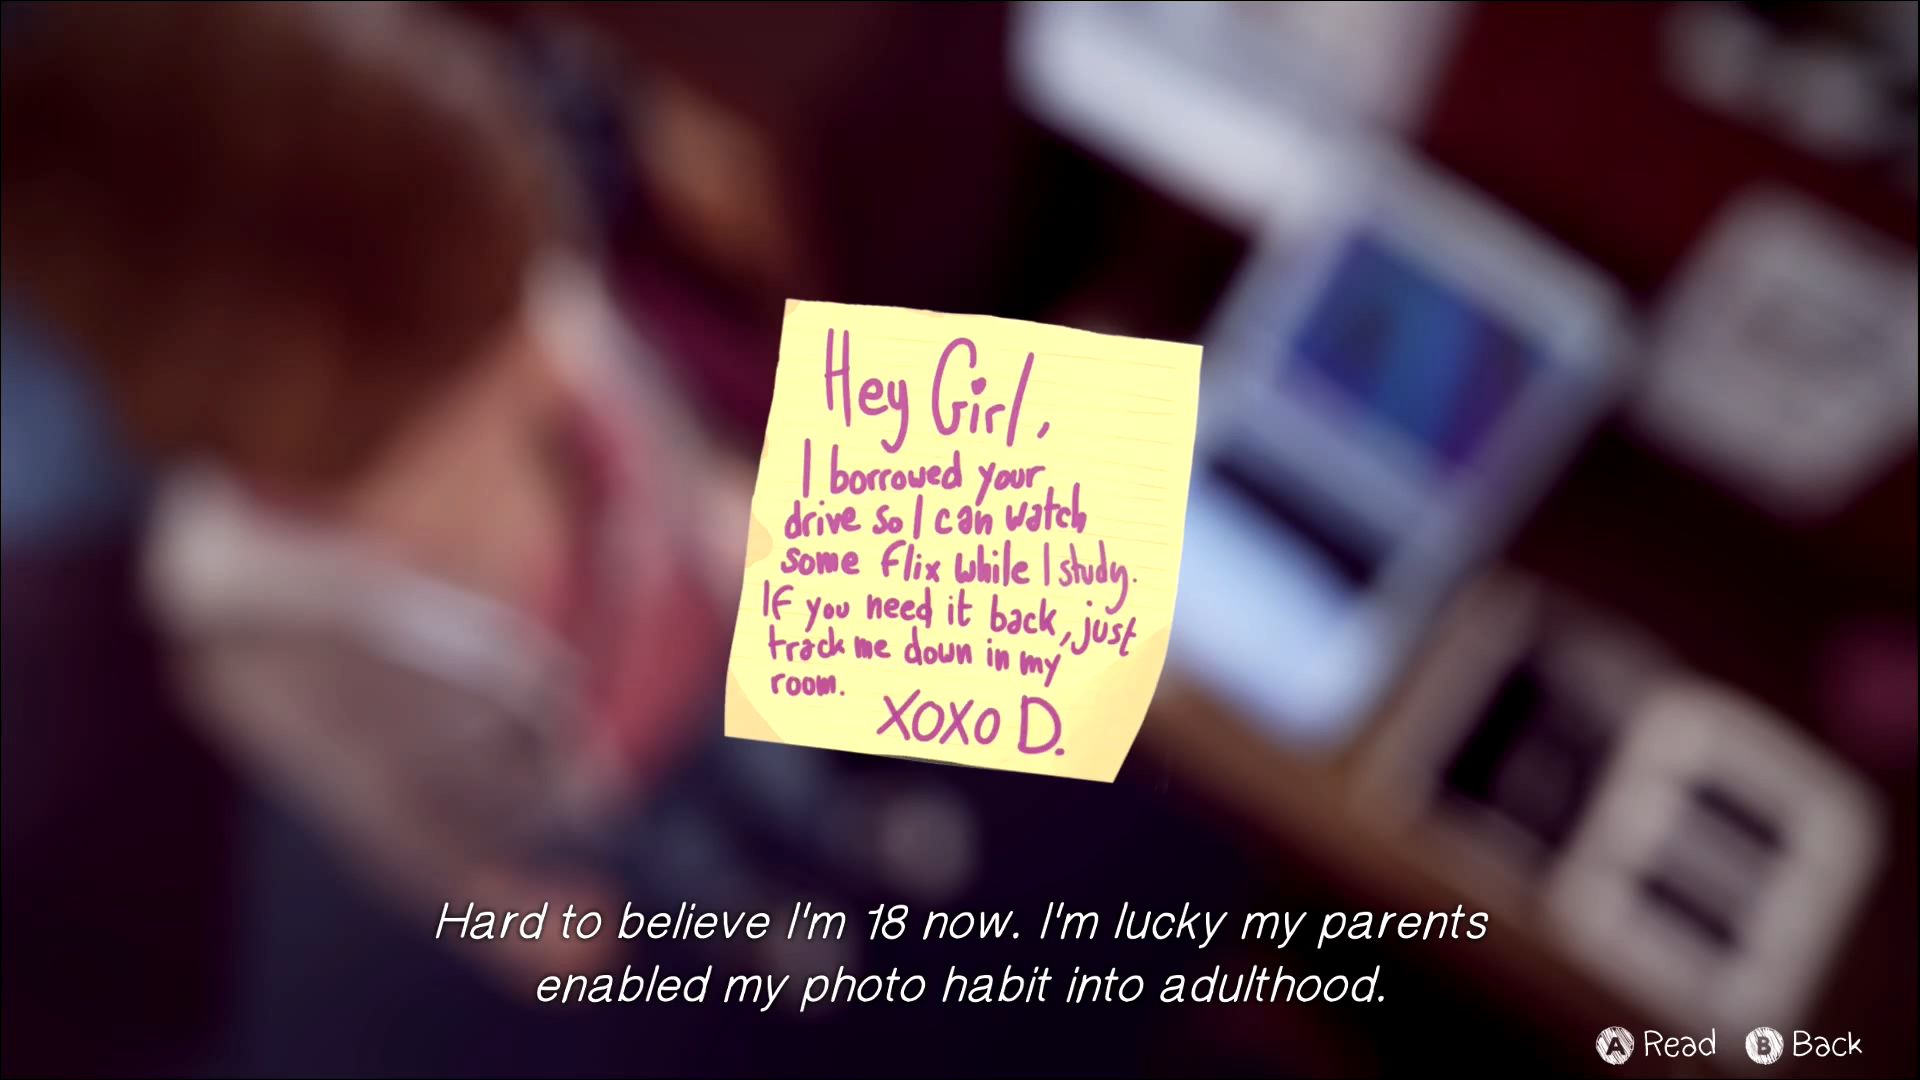 Hey Girl,
I borrowed your
drive so I can watch
some flix while I study.
If you need it back, just
track me down in my
room.
XOXO D.
Hard to believe I'm 18 now. I'm lucky my parents
enabled my photo habit into adulthood.
A Read B Back